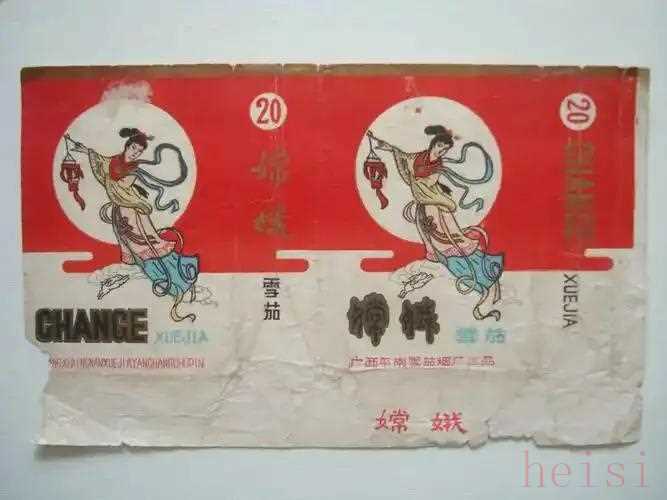 20
嫦娥
雪茄
CHANGE XUEJIA
20
CHANGE
XUEJIA
嫦娥 雪茄
广西平南雪茄烟厂出品
嫦娥
heisi